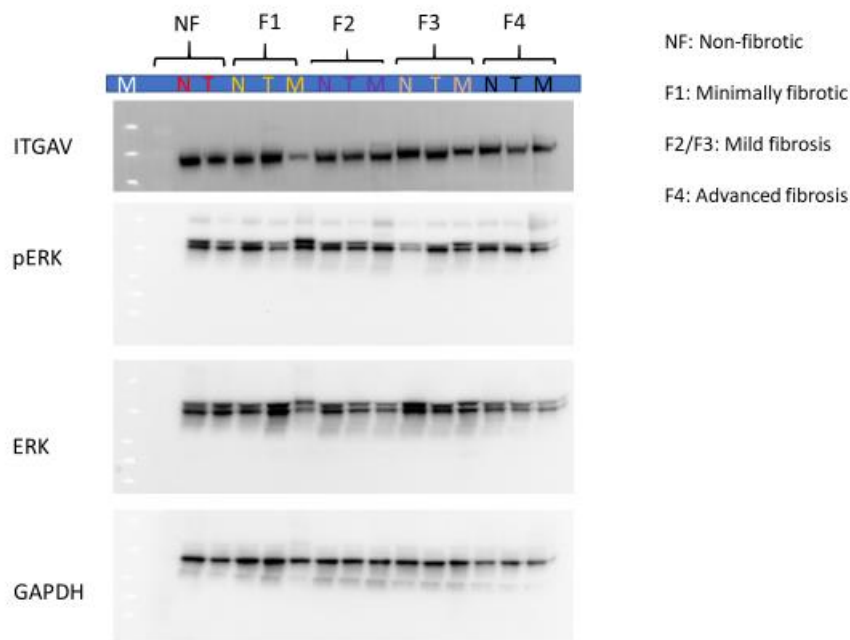 NF F1 F2 F3 F4
M N T N T M N T M N T M N T M
ITGAV
pERK
ERK
GAPDH
NF: Non-fibrotic
F1: Minimally fibrotic
F2/F3: Mild fibrosis
F4: Advanced fibrosis